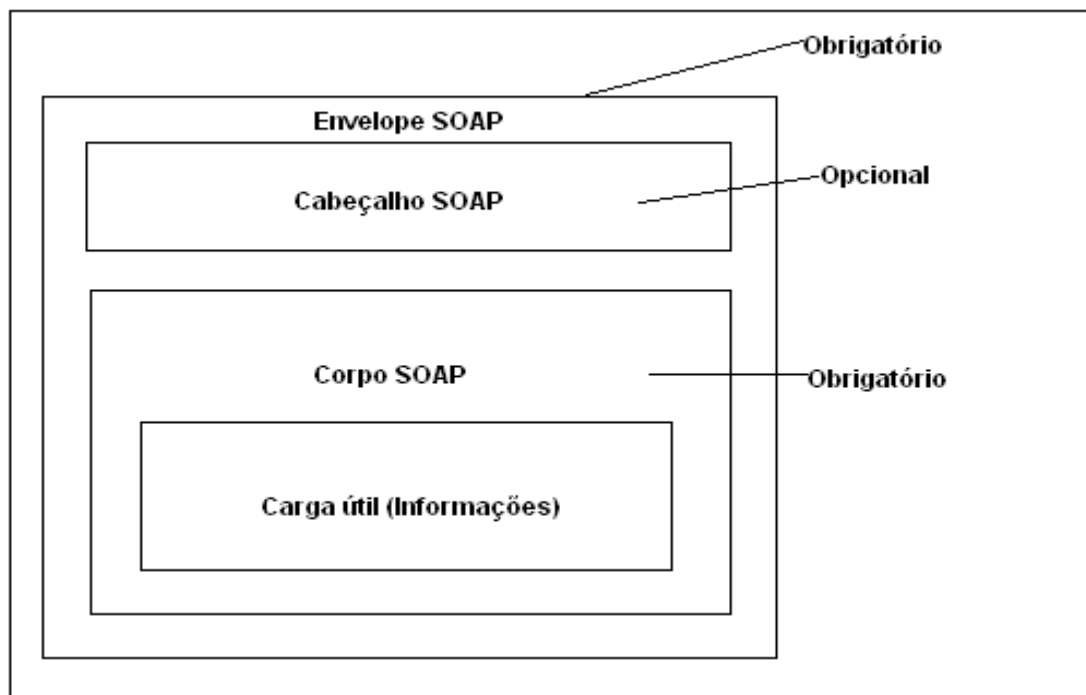 Obrigatório
Envelope SOAP
Cabeçalho SOAP
Opcional
Corpo SOAP
Obrigatório
Carga útil (Informações)